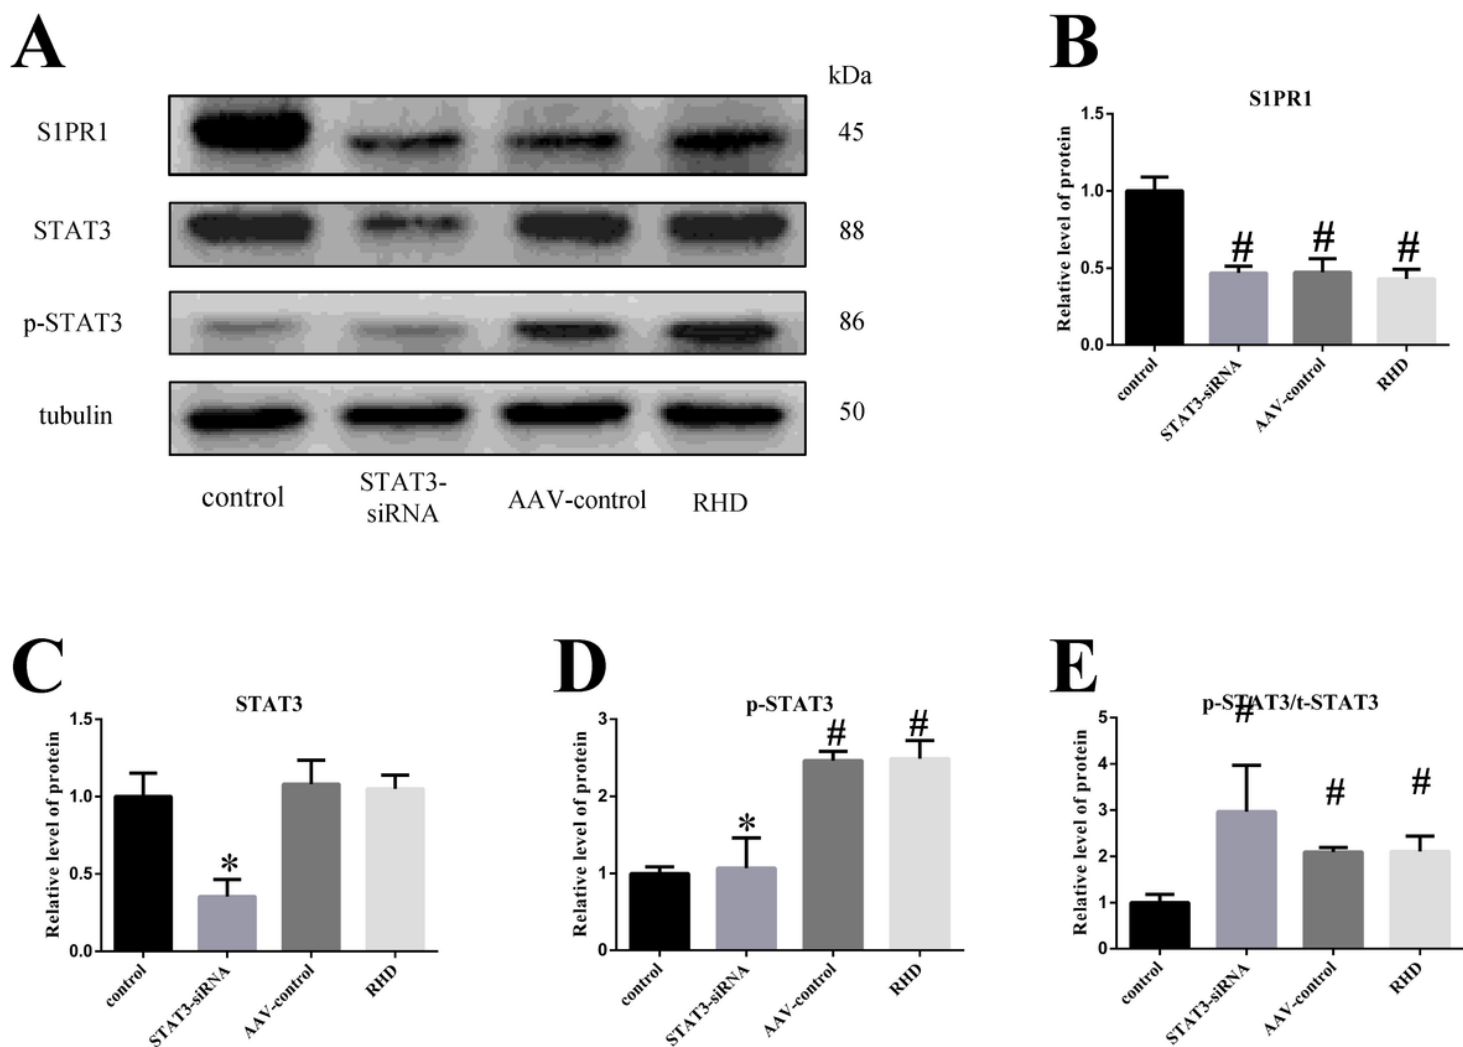 A
kDa
S1PR1
45
STAT3
88
p-STAT3
86
tubulin
50
control
STAT3-
siRNA
AAV-control
RHD
B
S1PR1
Relative level of protein
1.5
1.0
0.5
0.0
#
#
#
control
STAT3-siRNA
AAV-control
RHD
C
STAT3
Relative level of protein
1.5
1.0
0.5
0.0
*
control
STAT3-siRNA
AAV-control
RHD
D
p-STAT3
Relative level of protein
3
2
1
0
*
#
#
control
STAT3-siRNA
AAV-control
RHD
E
p-STAT3/t-STAT3
Relative level of protein
5
4
3
2
1
0
#
#
#
control
STAT3-siRNA
AAV-control
RHD